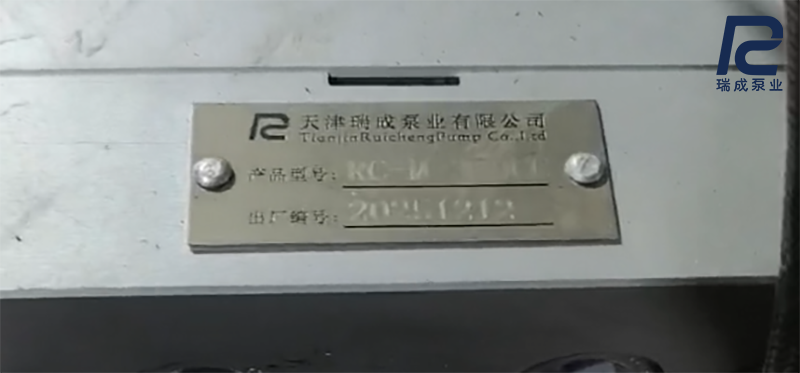 瑞成泵业
天津瑞成泵业有限公司
TianjinRuichengPump Co.,Ltd
产品型号:
出厂编号: 20251212